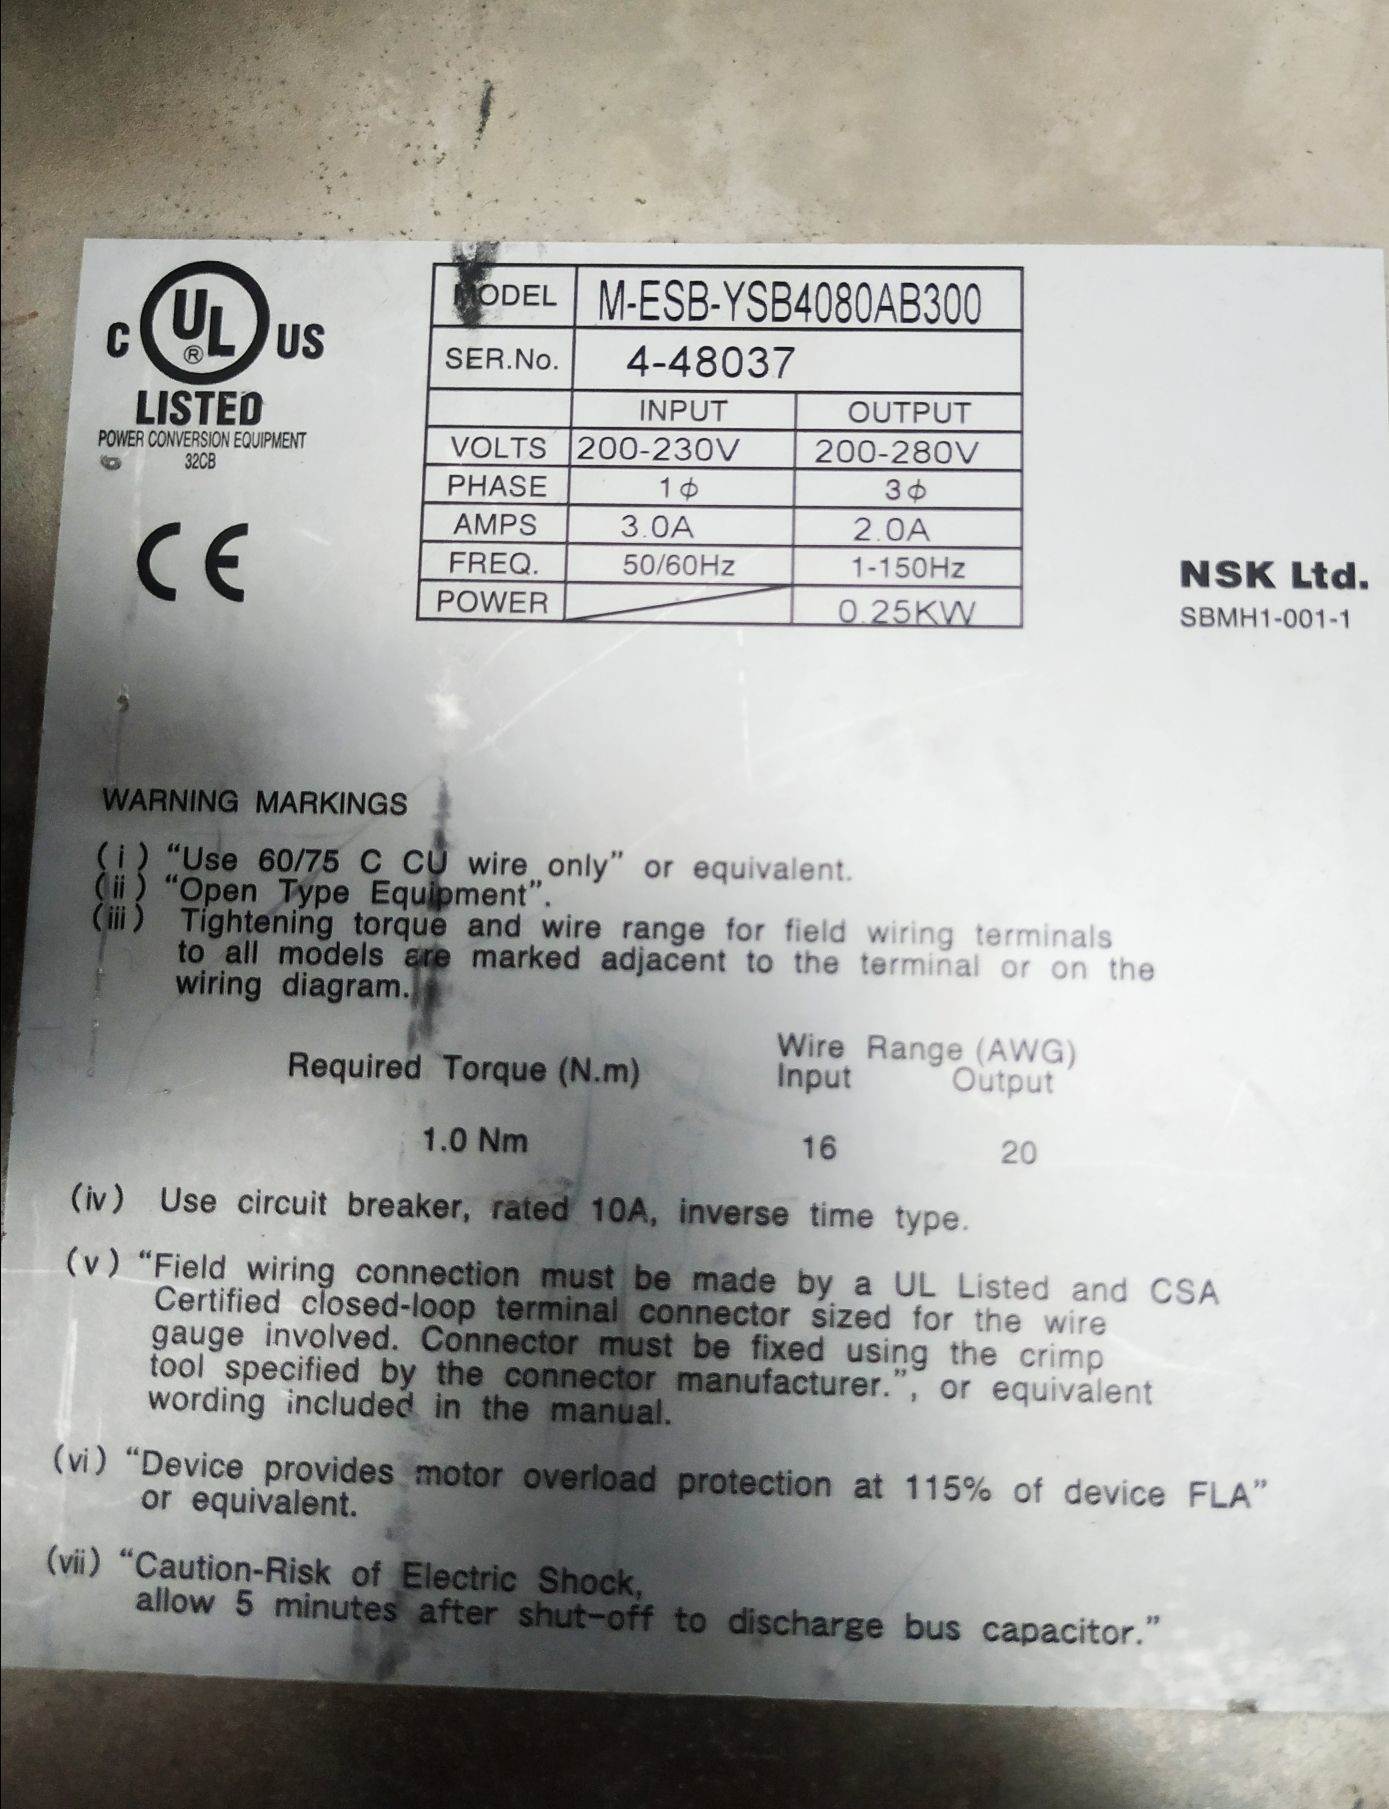 C UL ® US
LISTED
POWER CONVERSION EQUIPMENT
32CB
CE
MODEL M-ESB-YSB4080AB300
SER.No. 4-48037
INPUT OUTPUT
VOLTS 200-230V 200-280V
PHASE 1ϕ 3ϕ
AMPS 3.0A 2.0A
FREQ. 50/60Hz 1-150Hz
POWER 0.25KW
NSK Ltd.
SBMH1-001-1
WARNING MARKINGS
(i) “Use 60/75 C CU wire only” or equivalent.
(ii) “Open Type Equipment”.
(iii) Tightening torque and wire range for field wiring terminals
to all models are marked adjacent to the terminal or on the
wiring diagram.
Required Torque (N.m) Wire Range (AWG)
Input Output
1.0 Nm 16 20
(iv) Use circuit breaker, rated 10A, inverse time type.
(v) “Field wiring connection must be made by a UL Listed and CSA
Certified closed-loop terminal connector sized for the wire
gauge involved. Connector must be fixed using the crimp
tool specified by the connector manufacturer.”, or equivalent
wording included in the manual.
(vi) “Device provides motor overload protection at 115% of device FLA”
or equivalent.
(vii) “Caution-Risk of Electric Shock,
allow 5 minutes after shut-off to discharge bus capacitor.”